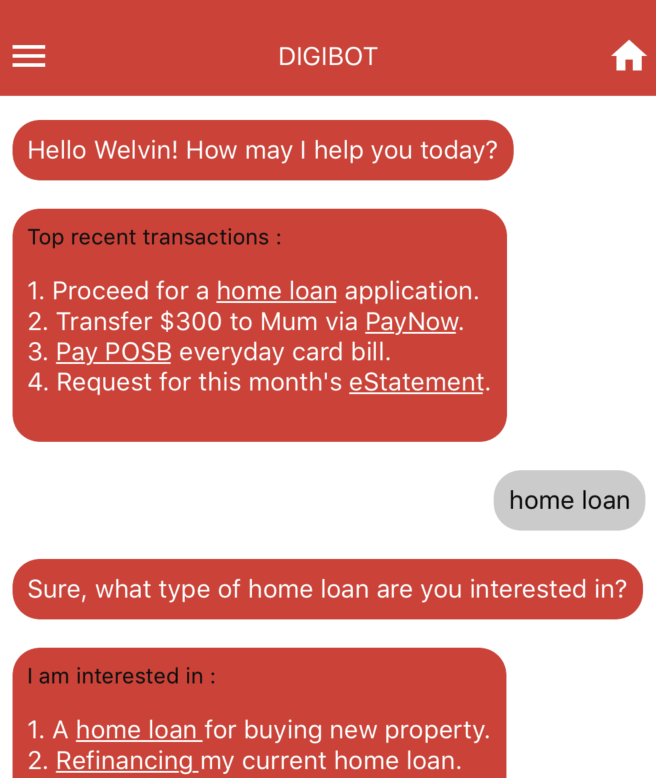 DIGIBOT
Hello Welvin! How may I help you today?
Top recent transactions :
1. Proceed for a home loan application.
2. Transfer $300 to Mum via PayNow.
3. Pay POSB everyday card bill.
4. Request for this month's eStatement.
home loan
Sure, what type of home loan are you interested in?
I am interested in :
1. A home loan for buying new property.
2. Refinancing my current home loan.